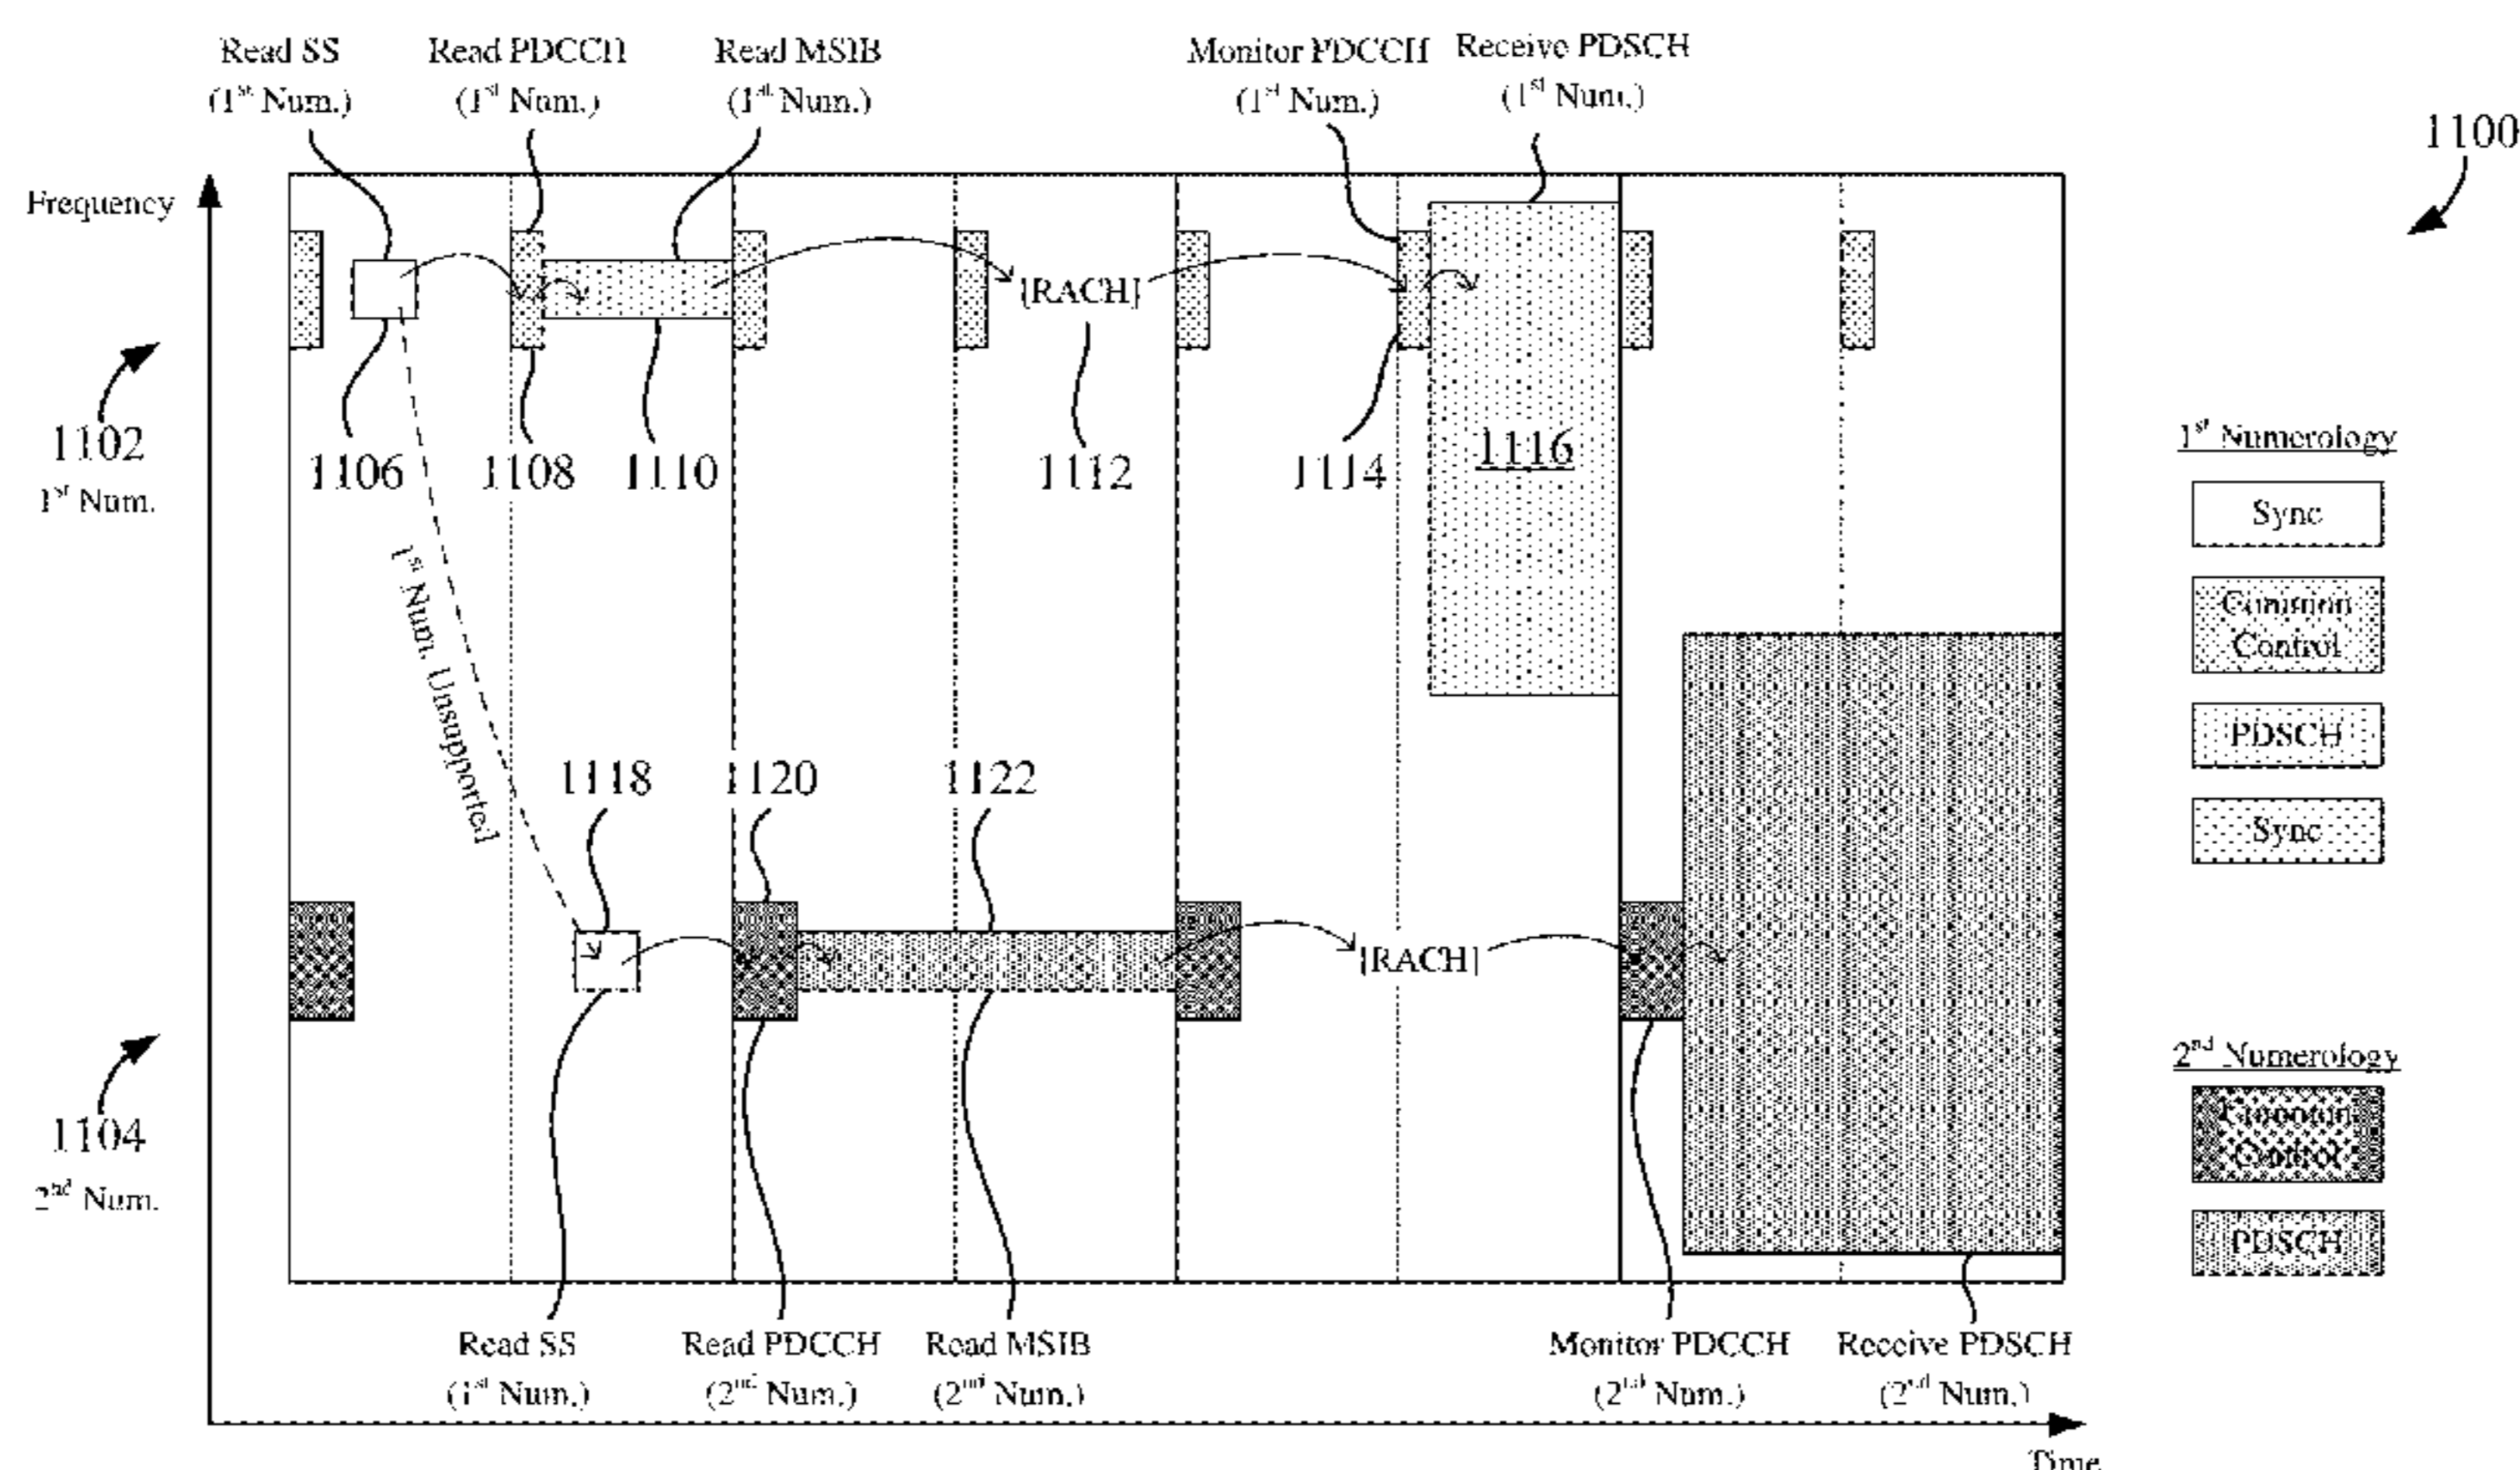 Read SS
(1st Num.)
Read PDCCH
(1st Num.)
Read MSIB
(1st Num.)
Monitor PDCCH
(1st Num.)
Receive PDSCH
(1st Num.)
1100
Frequency
[RACH]
1102
1st Num.
1106
1108
1110
1112
1114
1116
1st Num. Unsupported
1118
1120
1122
[RACH]
1104
2nd Num.
Read SS
(1st Num.)
Read PDCCH
(2nd Num.)
Read MSIB
(2nd Num.)
Monitor PDCCH
(2nd Num.)
Receive PDSCH
(2nd Num.)
Time
1st Numerology
Sync
Common
Control
PDSCH
Sync
2nd Numerology
Common
Control
PDSCH